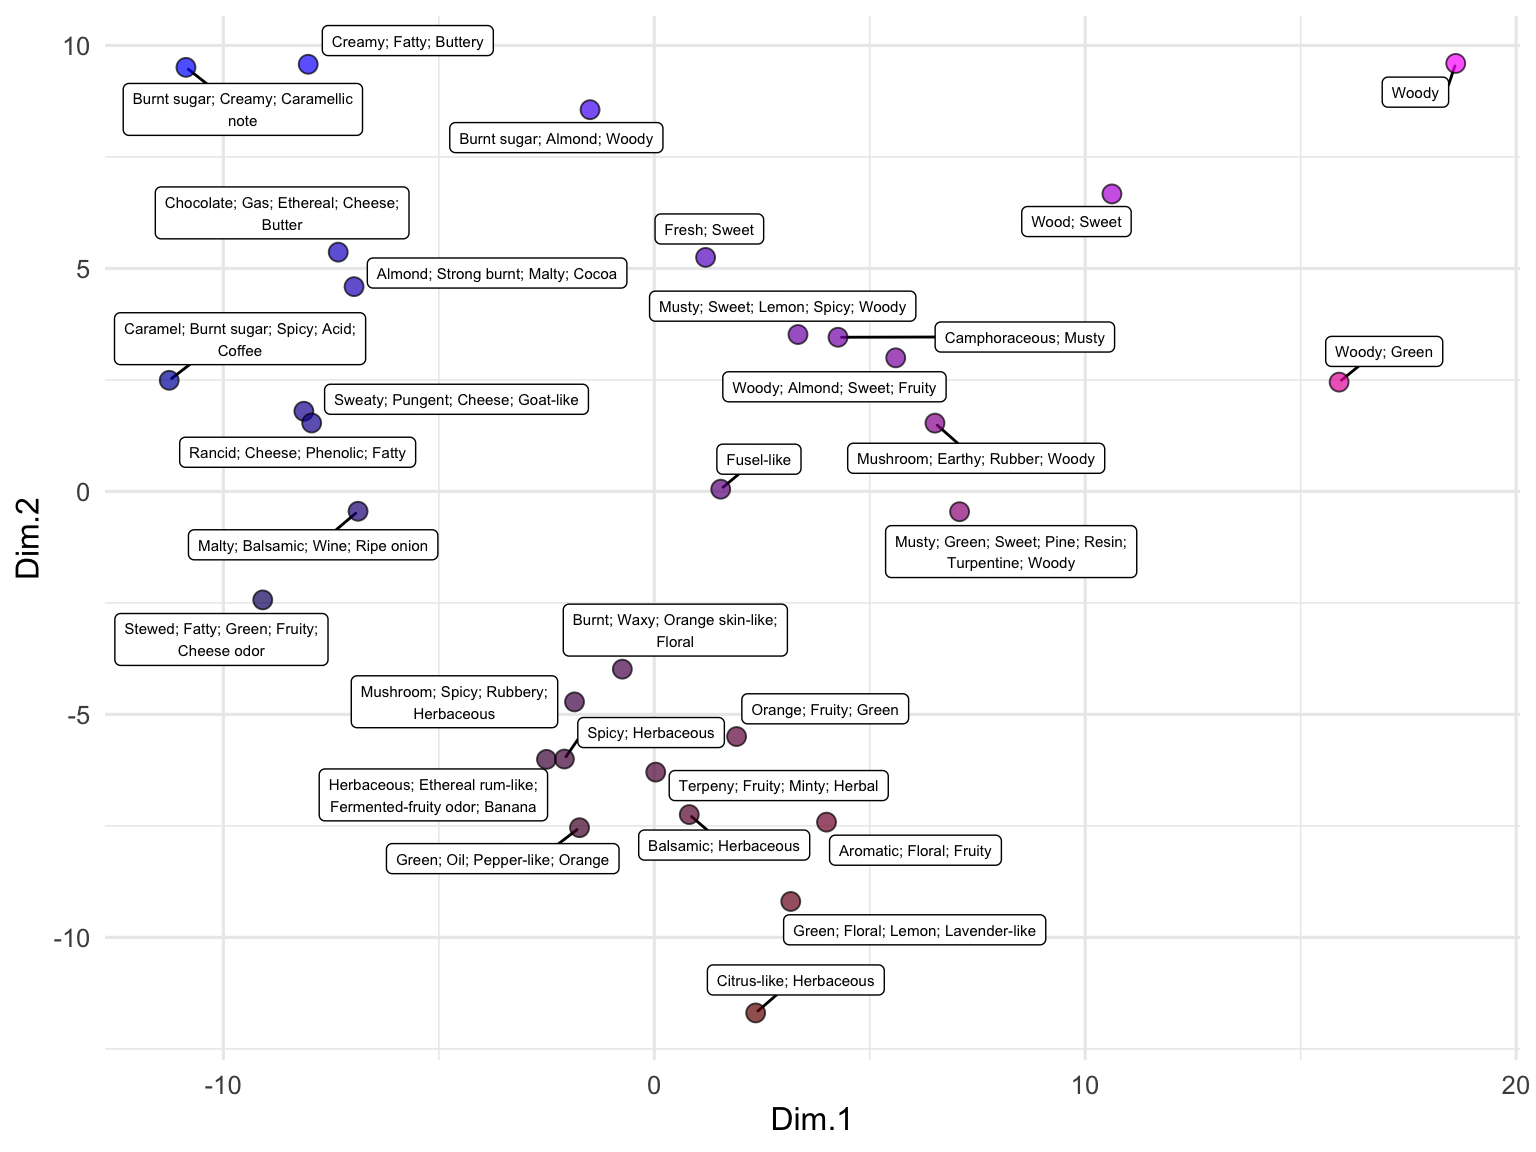 Creamy; Fatty; Buttery
10
Burnt sugar; Creamy; Caramellic
note
Woody
Burnt sugar; Almond; Woody
Chocolate; Gas; Ethereal; Cheese;
Butter
Wood; Sweet
Fresh; Sweet
5
Almond; Strong burnt; Malty; Cocoa
Musty; Sweet; Lemon; Spicy; Woody
Caramel; Burnt sugar; Spicy; Acid;
Coffee
Camphoraceous; Musty
Woody; Green
Woody; Almond; Sweet; Fruity
Sweaty; Pungent; Cheese; Goat-like
Rancid; Cheese; Phenolic; Fatty
Fusel-like
Mushroom; Earthy; Rubber; Woody
0
Dim.2
Malty; Balsamic; Wine; Ripe onion
Musty; Green; Sweet; Pine; Resin;
Turpentine; Woody
Stewed; Fatty; Green; Fruity;
Cheese odor
Burnt; Waxy; Orange skin-like;
Floral
Mushroom; Spicy; Rubbery;
Herbaceous
Orange; Fruity; Green
-5
Spicy; Herbaceous
Herbaceous; Ethereal rum-like;
Fermented-fruity odor; Banana
Terpeny; Fruity; Minty; Herbal
Balsamic; Herbaceous
Aromatic; Floral; Fruity
Green; Oil; Pepper-like; Orange
Green; Floral; Lemon; Lavender-like
-10
Citrus-like; Herbaceous
-10
0
10
20
Dim.1